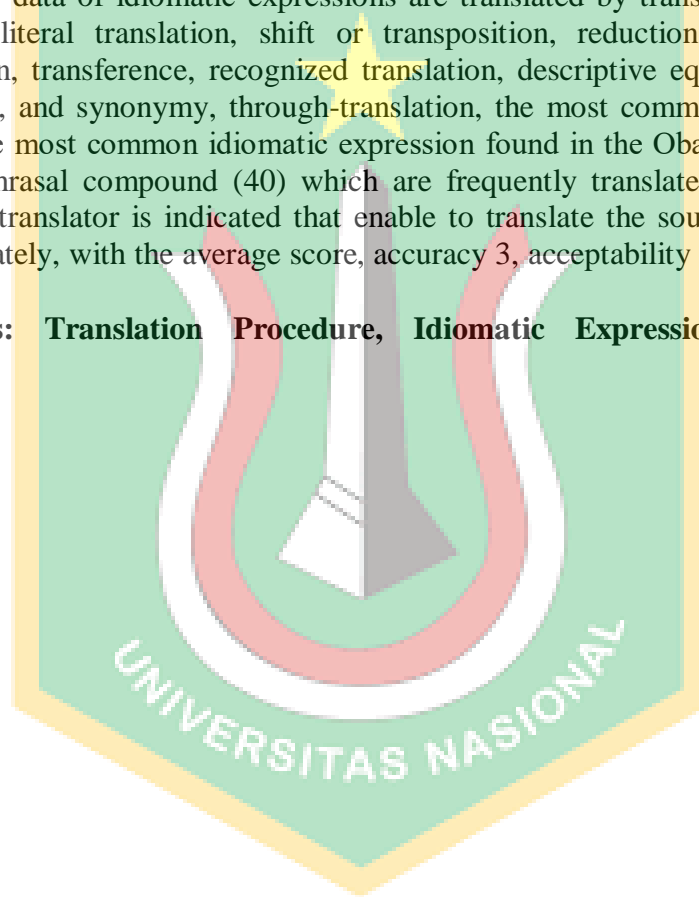 data of idiomatic expressions are translated by trans
literal translation, shift or transposition, reduction
n, transference, recognized translation, descriptive eq
, and synonymy, through-translation, the most comm
e most common idiomatic expression found in the Oba
hrasal compound (40) which are frequently translate
translator is indicated that enable to translate the sou
ately, with the average score, accuracy 3, acceptability
s: Translation Procedure, Idiomatic Expressio
UNIVERSITAS NASIONAL